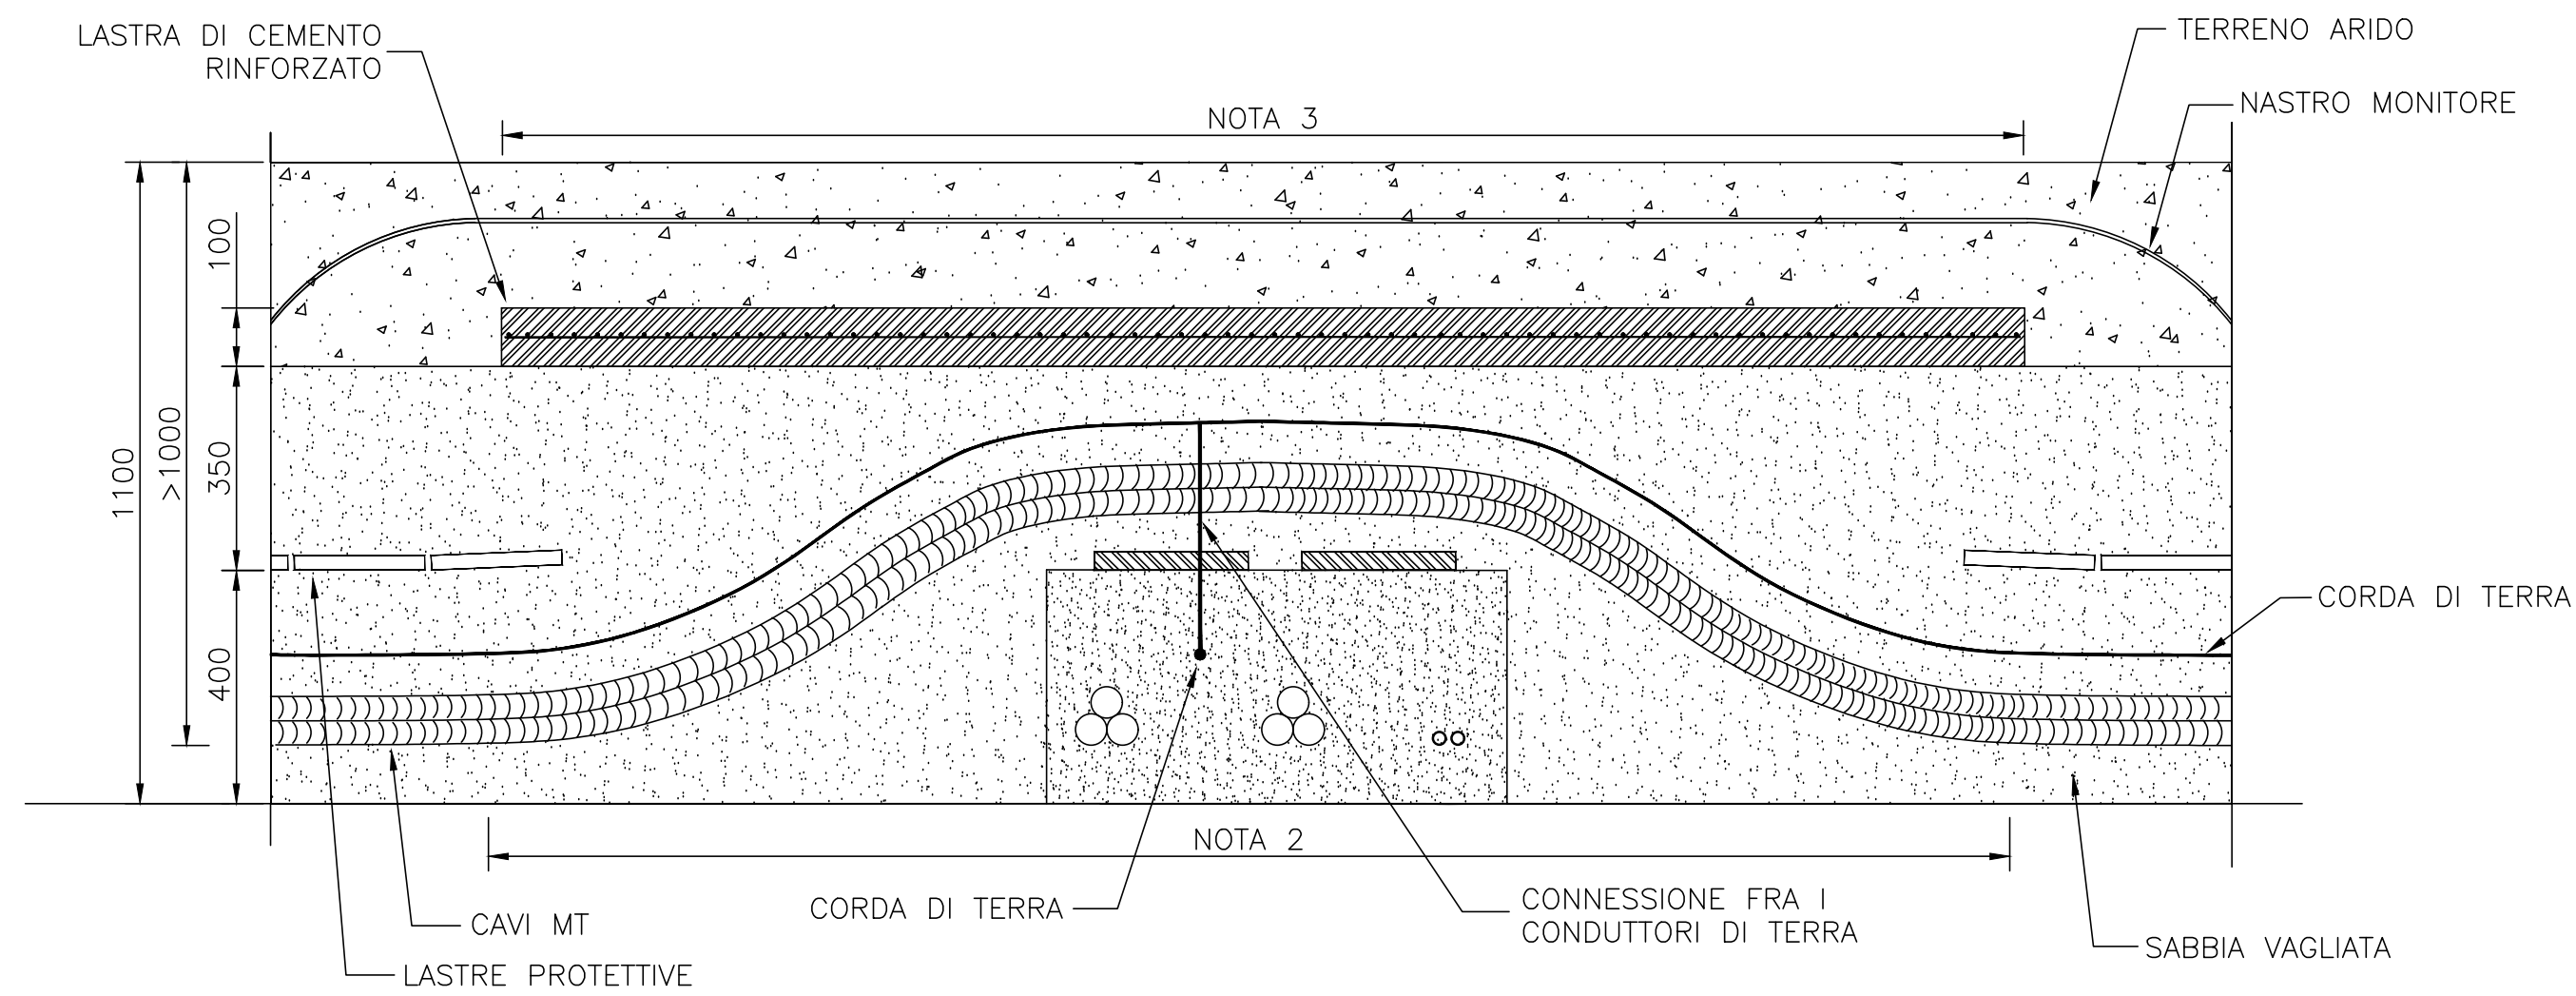 LASTRA DI CEMENTO
RINFORZATO
TERRENO ARIDO
NASTRO MONITORE
NOTA 3
100
350
400
>1000
1100
CORDA DI TERRA
NOTA 2
CORDA DI TERRA
CONNESSIONE FRA I
CONDUTTORI DI TERRA
CAVI MT
LASTRE PROTETTIVE
SABBIA VAGLIATA